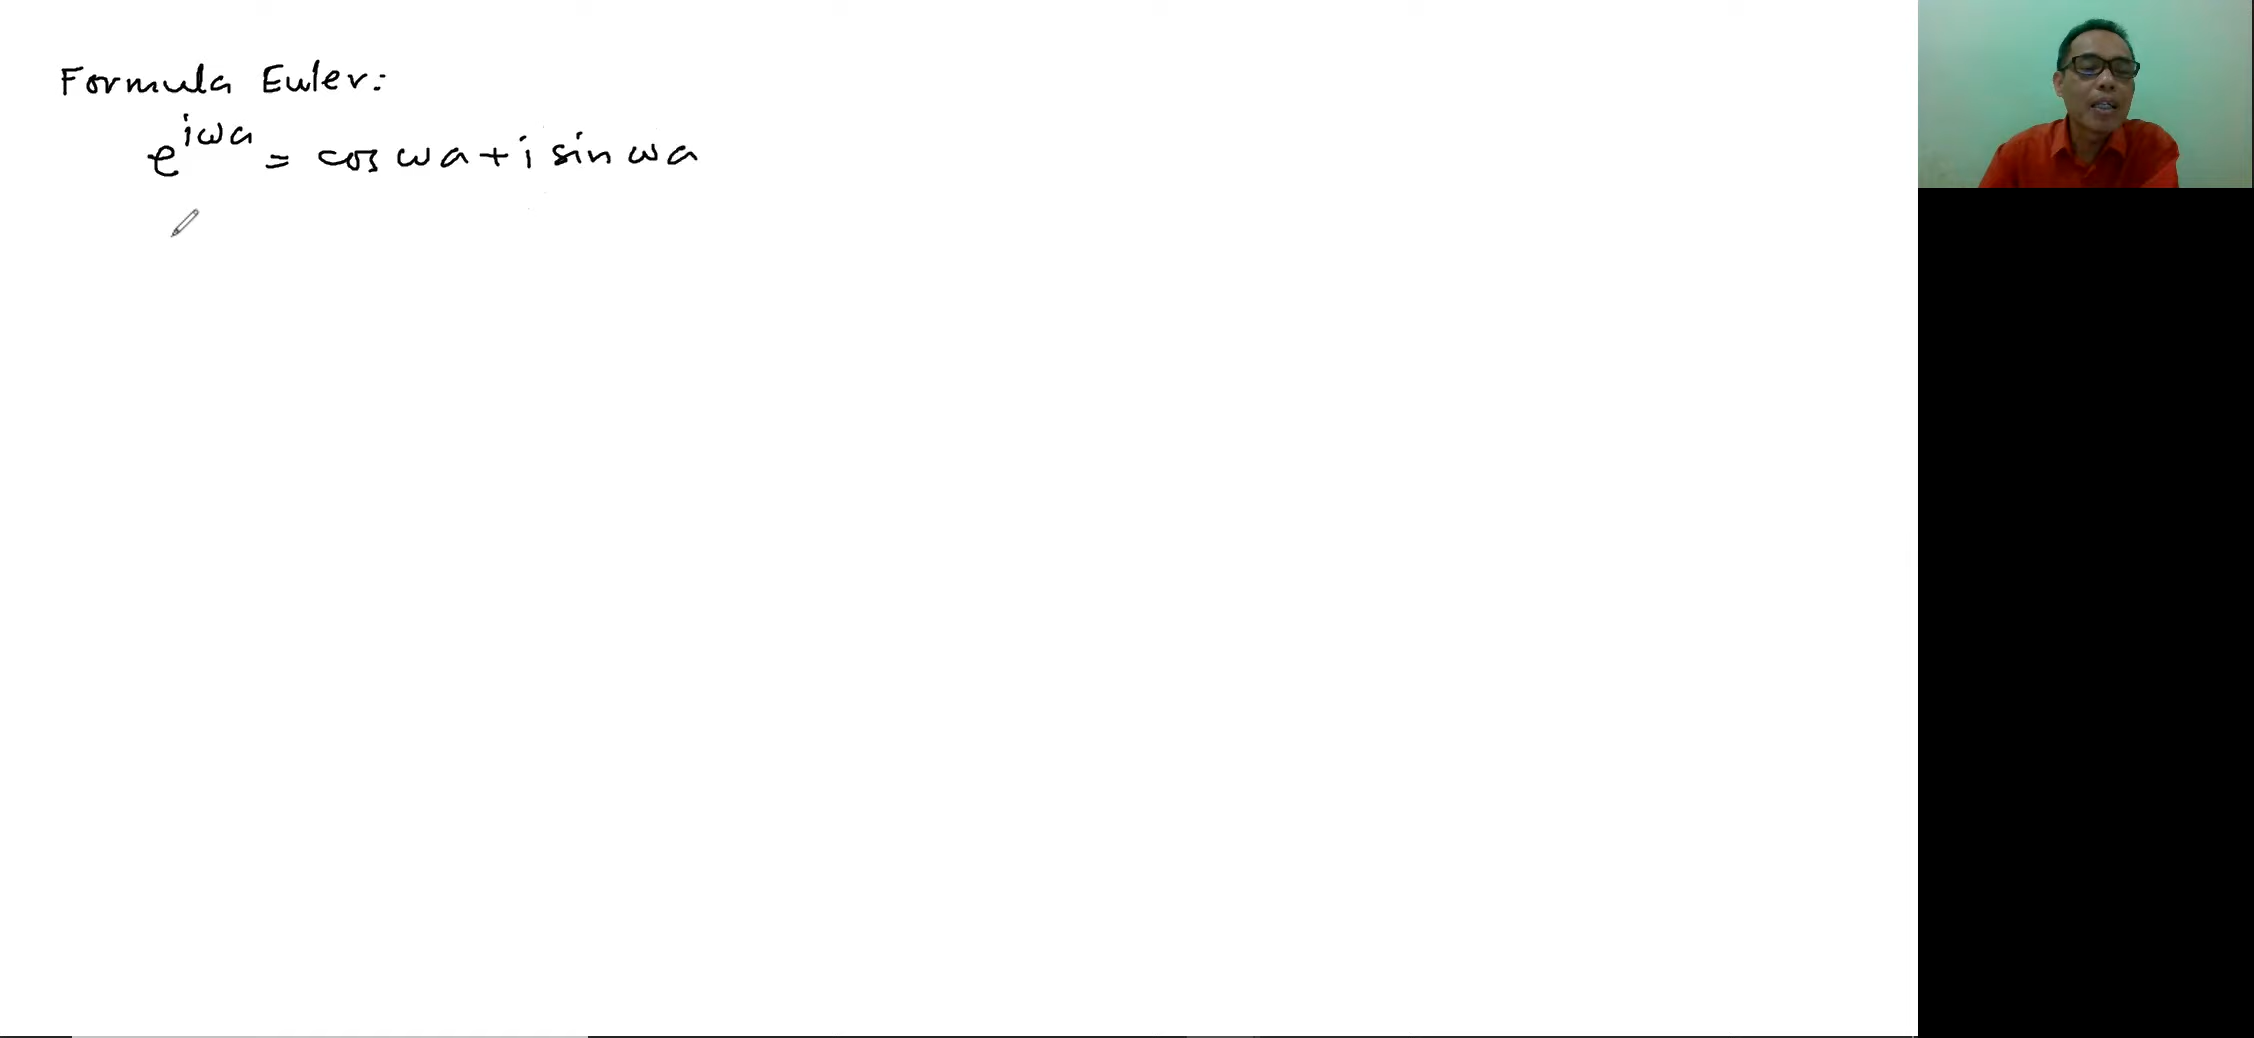 Formula Euler:
e^{iωa} = cos ωa + i sin ωa